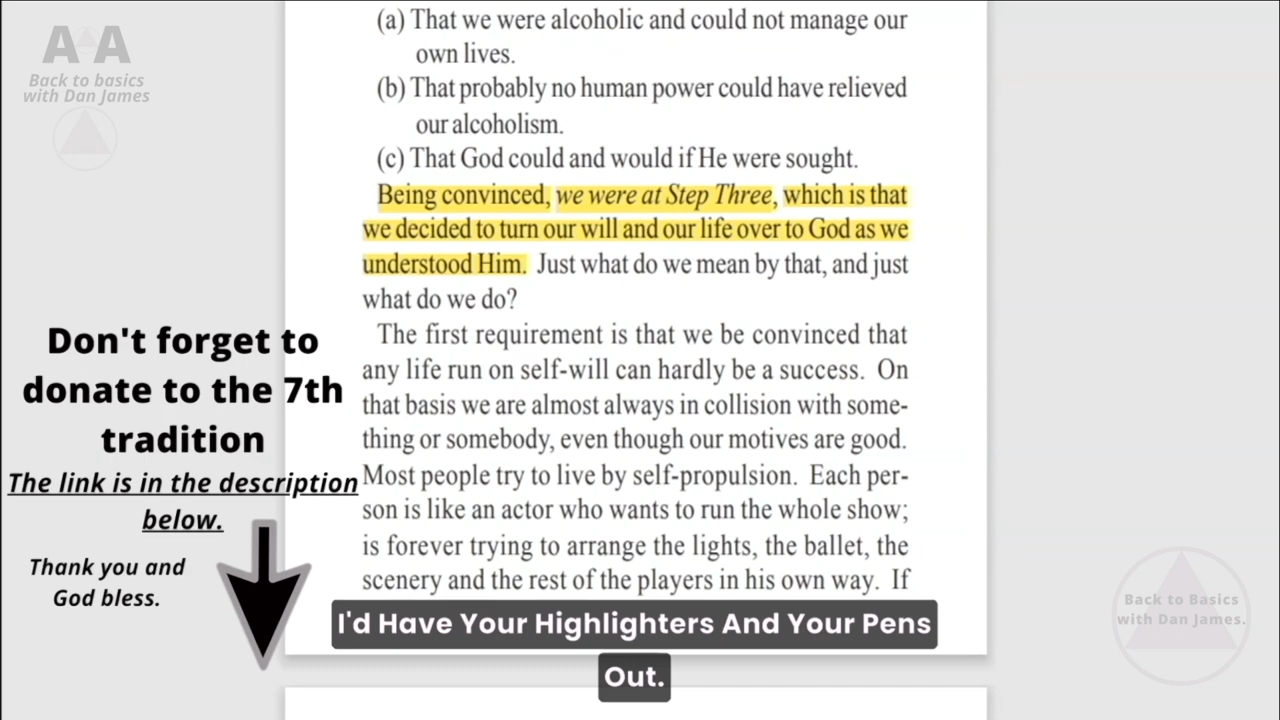 AA
Back to basics
with Dan James
(a) That we were alcoholic and could not manage our
own lives.
(b) That probably no human power could have relieved
our alcoholism.
(c) That God could and would if He were sought.
Being convinced, we were at Step Three, which is that
we decided to turn our will and our life over to God as we
understood Him. Just what do we mean by that, and just
what do we do?
The first requirement is that we be convinced that
any life run on self-will can hardly be a success. On
that basis we are almost always in collision with some-
thing or somebody, even though our motives are good.
Most people try to live by self-propulsion. Each per-
son is like an actor who wants to run the whole show;
is forever trying to arrange the lights, the ballet, the
scenery and the rest of the players in his own way. If
Don't forget to
donate to the 7th
tradition
The link is in the description
below.
Thank you and
God bless.
I'd Have Your Highlighters And Your Pens
Out.
Back to Basics
with Dan James.